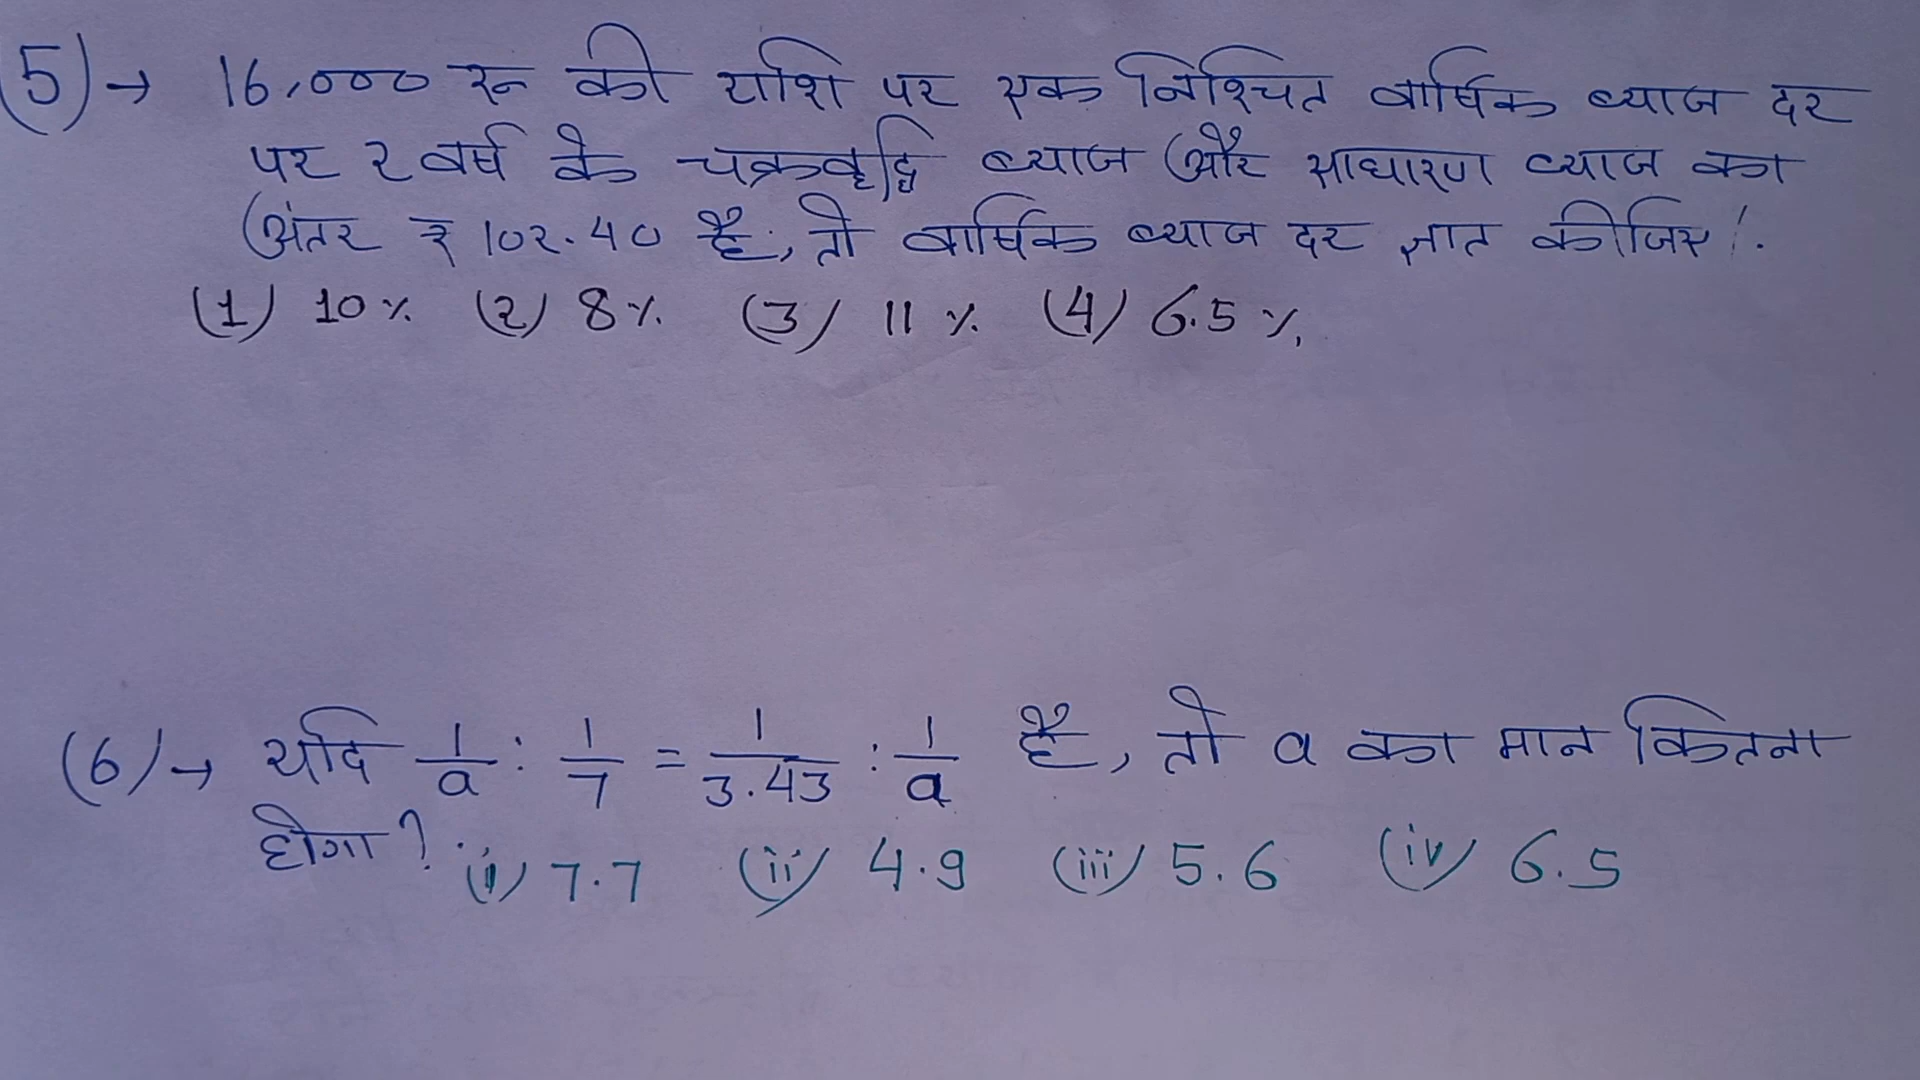 (5)→ 16,000 रू की राशि पर एक निश्चित वार्षिक ब्याज दर
पर 2 वर्ष के चक्रवृद्धि ब्याज और साधारण ब्याज का
अंतर ₹ 102.40 है, तो वार्षिक ब्याज दर ज्ञात कीजिए।.
(1) 10% (2) 8% (3) 11% (4) 6.5%
(6)→ यदि 1/a : 1/7 = 1/3.43 : 1/a है, तो a का मान कितना
होगा? (i) 7.7 (ii) 4.9 (iii) 5.6 (iv) 6.5